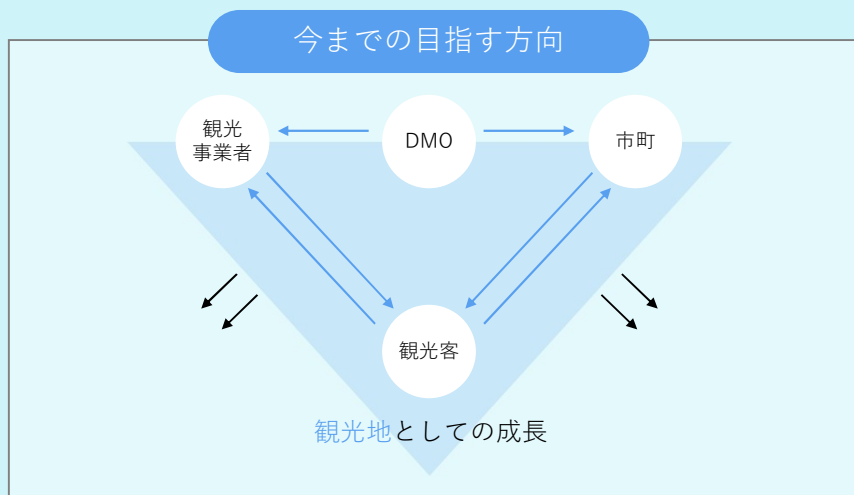 今までの目指す方向
観光
事業者
DMO
市町
観光客
観光地としての成長